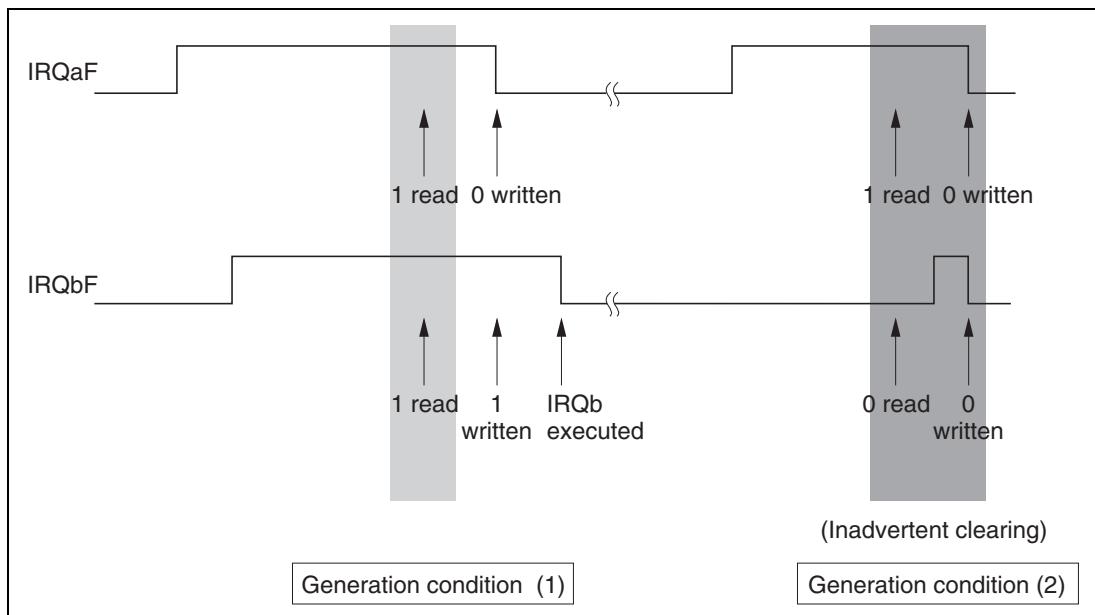 IRQaF
1 read 0 written
1 read 0 written
IRQbF
1 read
1
written
IRQb
executed
0 read
0
written
(Inadvertent clearing)
Generation condition (1)
Generation condition (2)